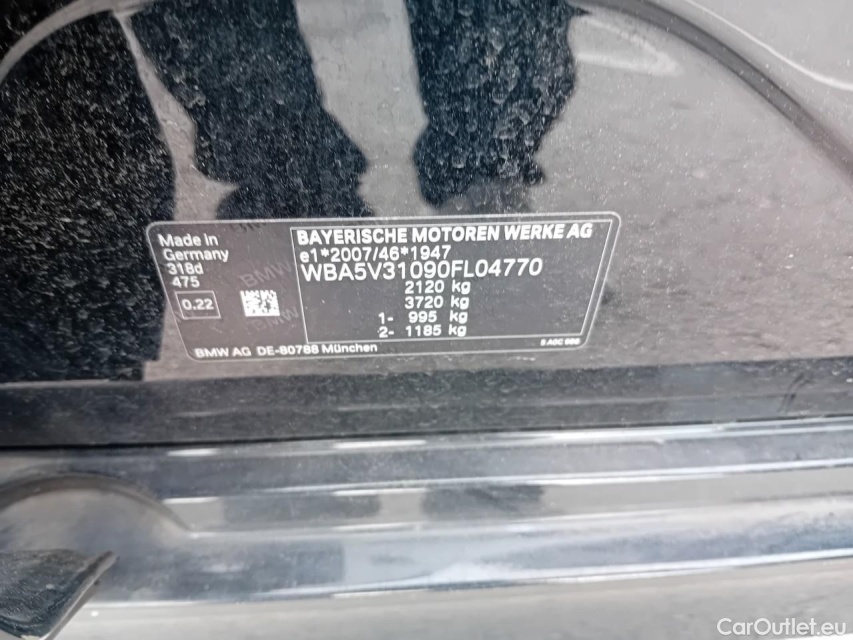 Made in
Germany
318d
475
0.22
BAYERISCHE MOTOREN WERKE AG
e1*2007/46*1947
WBA5V31090FL04770
2120 kg
3720 kg
1- 995 kg
2- 1185 kg
BMW AG DE-80788 München
CarOutlet.eu